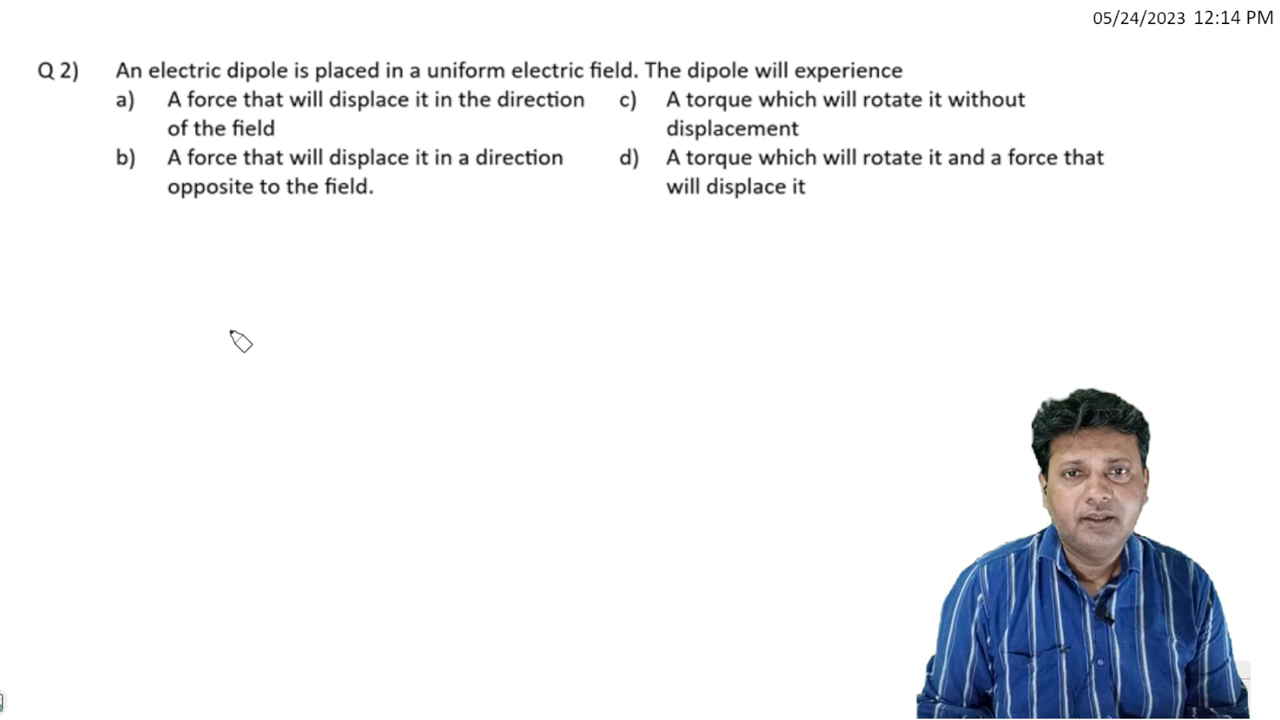 05/24/2023 12:14 PM
Q 2) An electric dipole is placed in a uniform electric field. The dipole will experience
a) A force that will displace it in the direction
of the field
b) A force that will displace it in a direction
opposite to the field.
c) A torque which will rotate it without
displacement
d) A torque which will rotate it and a force that
will displace it